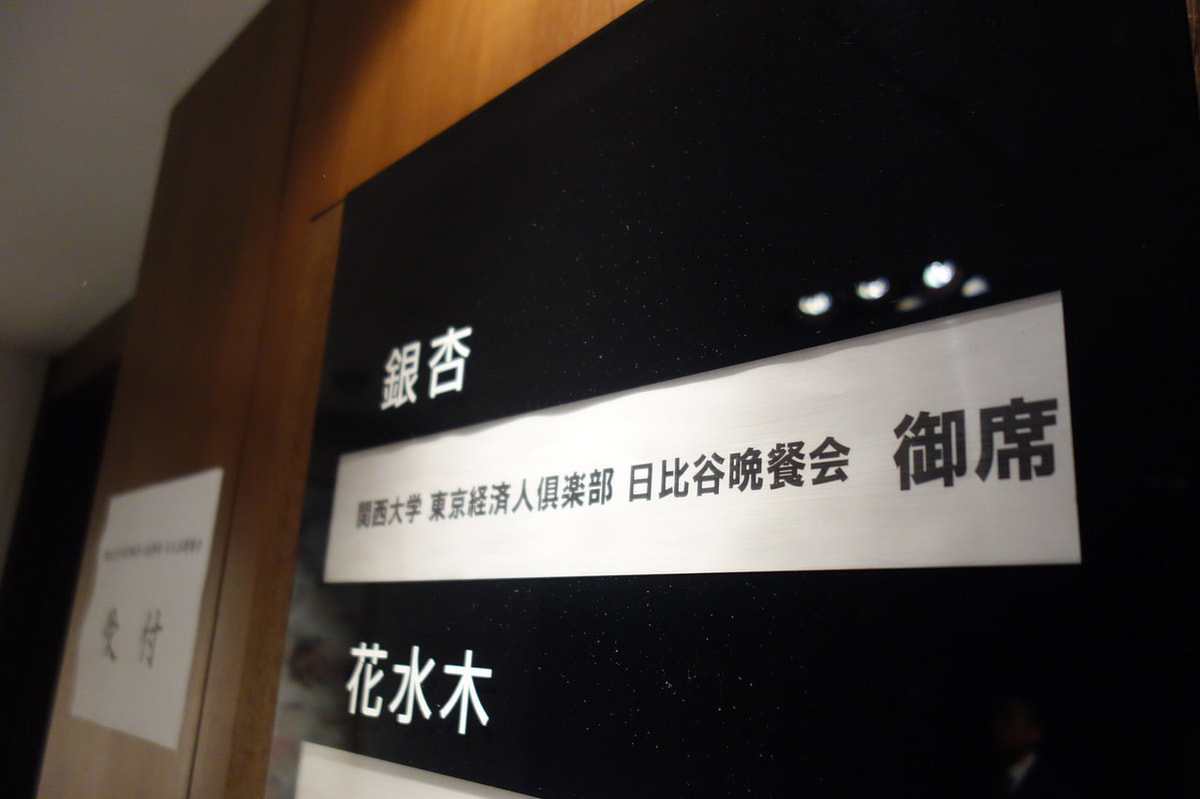 銀杏
関西大学 東京経済人倶楽部 日比谷晩餐会 御席
花水木
受付